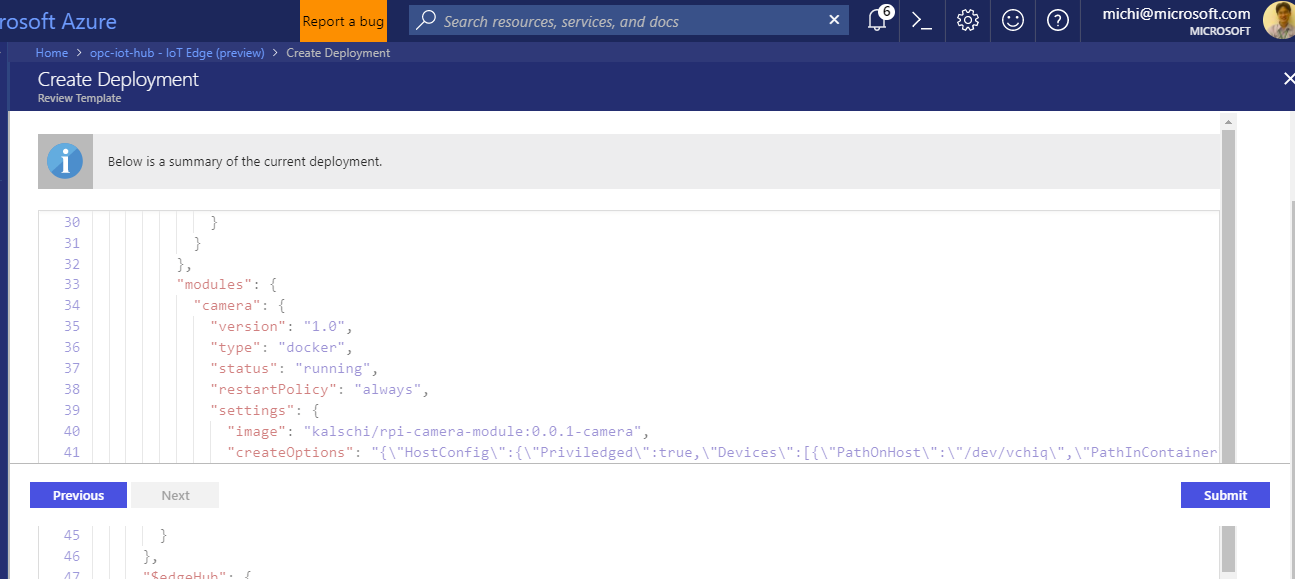 rosoft Azure
Report a bug
Search resources, services, and docs
6
michi@microsoft.com
MICROSOFT
Home > opc-iot-hub - IoT Edge (preview) > Create Deployment
Create Deployment
Review Template
Below is a summary of the current deployment.
30 }
31 }
32 },
33 "modules": {
34 "camera": {
35 "version": "1.0",
36 "type": "docker",
37 "status": "running",
38 "restartPolicy": "always",
39 "settings": {
40 "image": "kalschi/rpi-camera-module:0.0.1-camera",
41 "createOptions": "{\"HostConfig\":{\"Priviledged\":true,\"Devices\":[{\"PathOnHost\":\"/dev/vchiq\",\"PathInContainer
Previous
Next
Submit
45 }
46 },
47 "$edgeHub": {